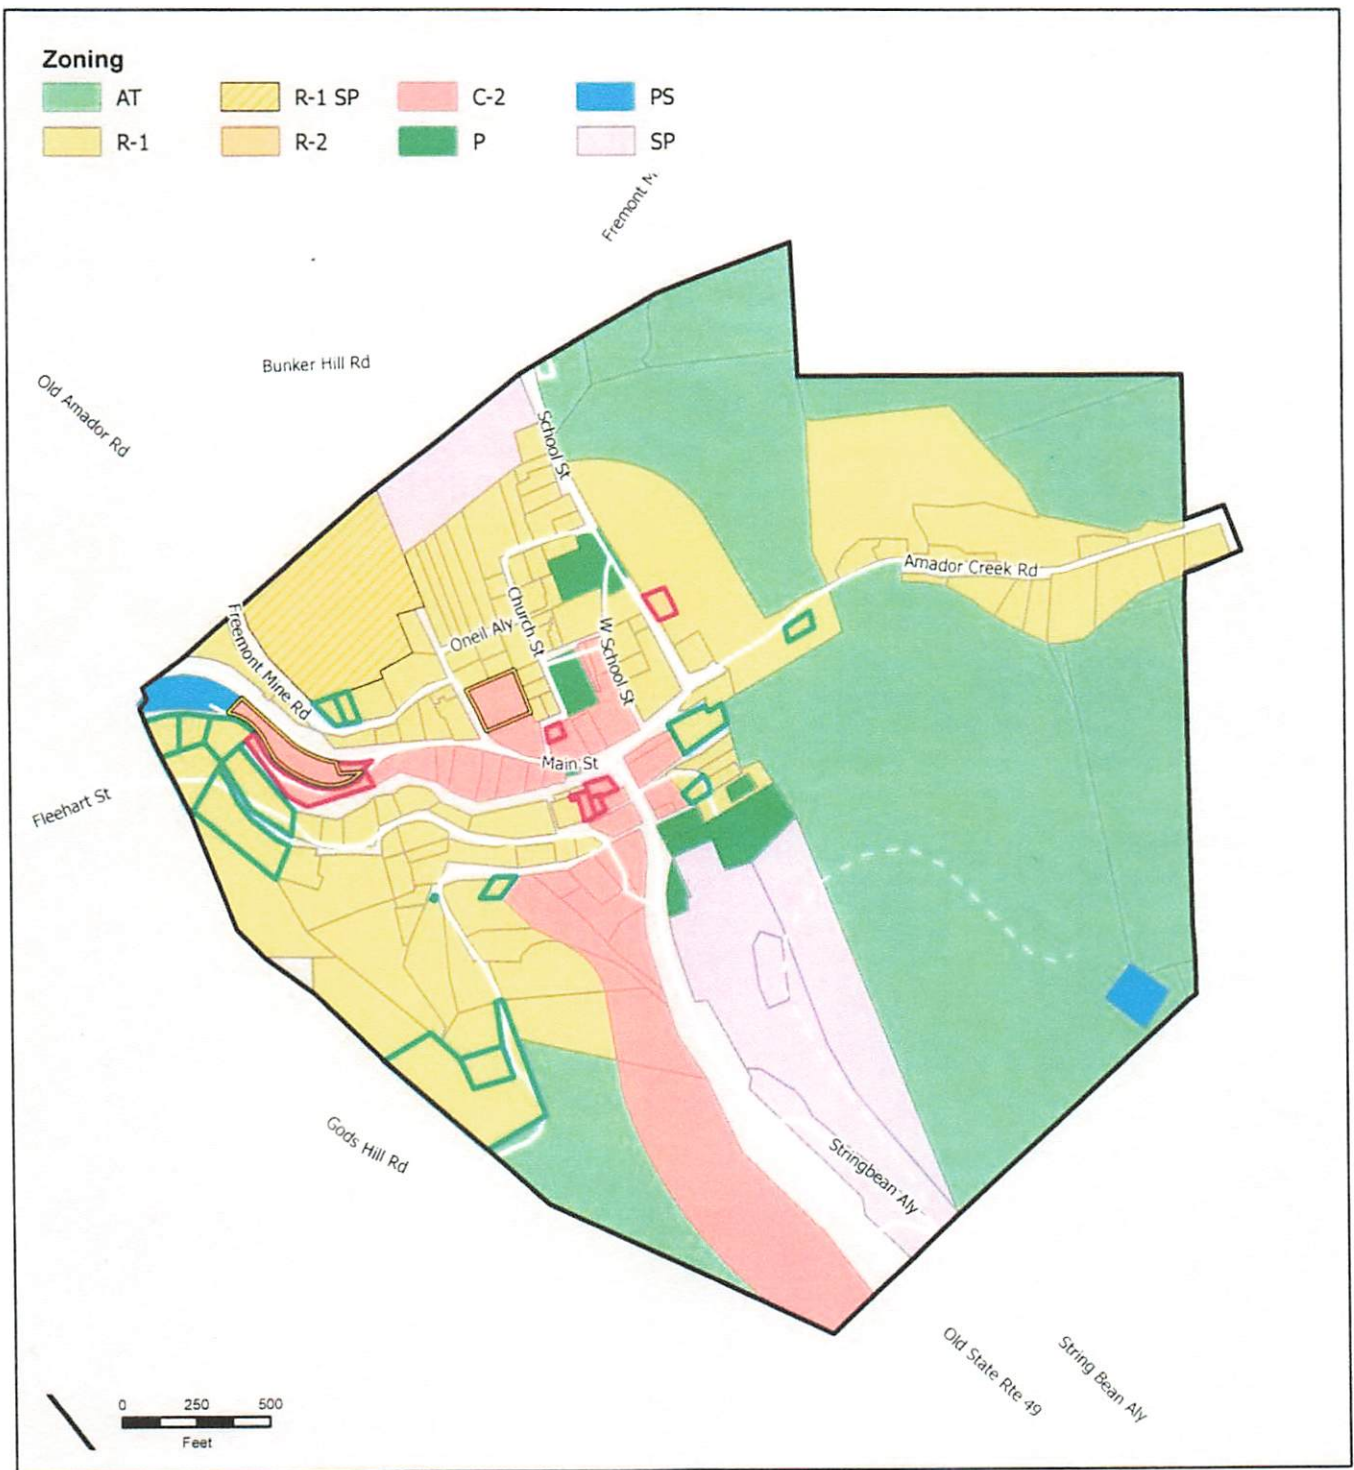 Zoning
AT
R-1 SP
C-2
PS
R-1
R-2
P
SP
Fremont
Bunker Hill Rd
Old Amador Rd
School St
Amador Creek Rd
Freemont Mine Rd
Oneil Aly
Church St
W School St
Main St
Fleehart St
Gods Hill Rd
Stringbean Aly
Old State Rte 49
String Bean Aly
0 250 500
Feet